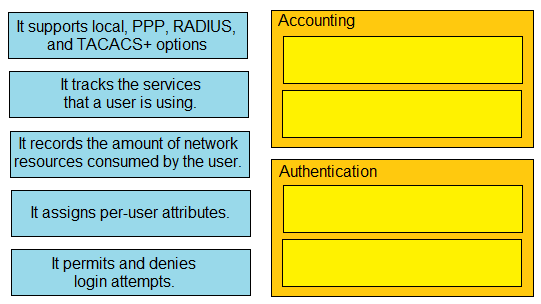 It supports local, PPP, RADIUS,
and TACACS+ options
It tracks the services
that a user is using.
It records the amount of network
resources consumed by the user.
It assigns per-user attributes.
It permits and denies
login attempts.
Accounting
Authentication